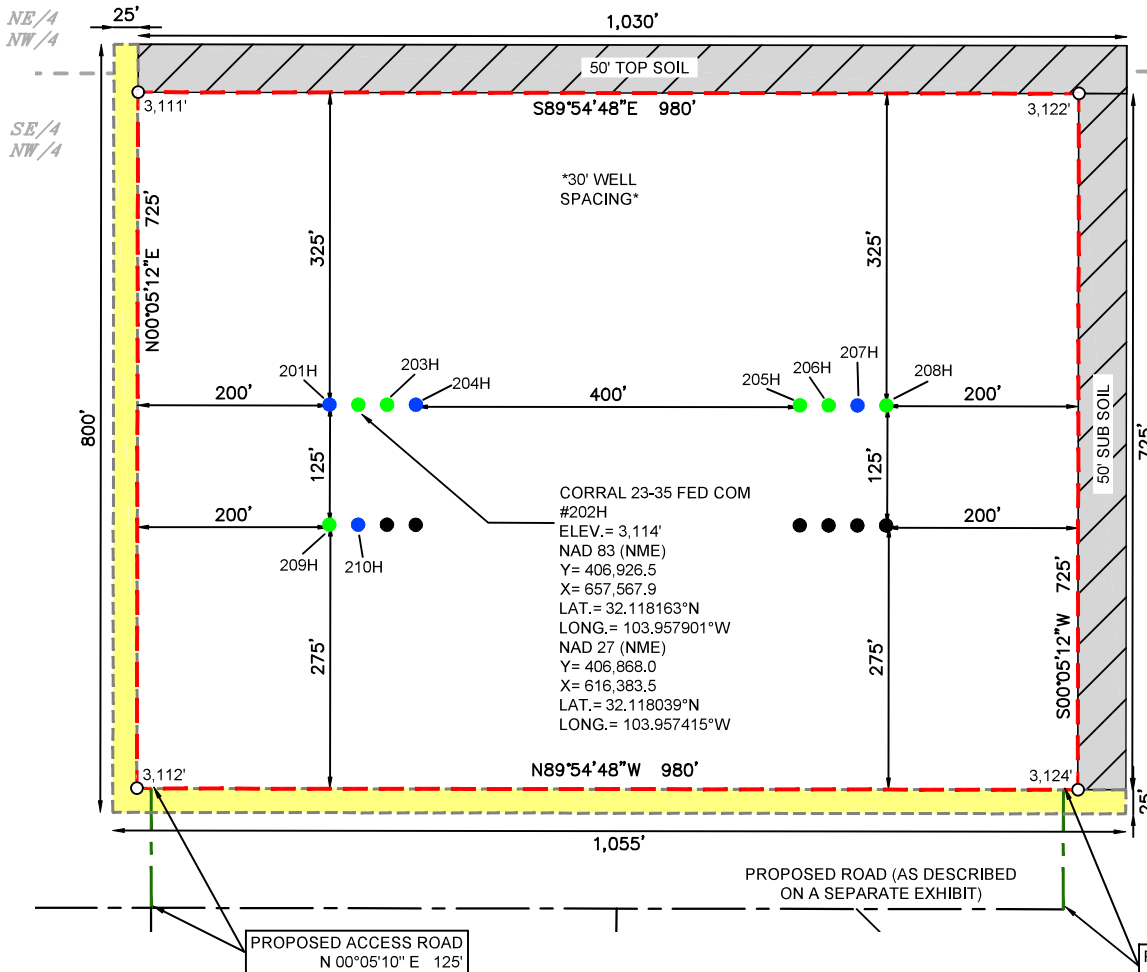 NE/4
NW/4
25'
1,030'
50' TOP SOIL
3,111'
S89°54'48"E 980'
3,122'
SE/4
NW/4
*30' WELL
SPACING*
N00°05'12"E 725'
325'
325'
201H
203H
204H
205H
206H
207H
208H
200'
400'
200'
50' SUB SOIL
800'
725'
125'
125'
200'
200'
209H
210H
CORRAL 23-35 FED COM
#202H
ELEV.= 3,114'
NAD 83 (NME)
Y= 406,926.5
X= 657,567.9
LAT.= 32.118163°N
LONG.= 103.957901°W
NAD 27 (NME)
Y= 406,868.0
X= 616,383.5
LAT.= 32.118039°N
LONG.= 103.957415°W
275'
275'
S00°05'12"W 725'
3,112'
N89°54'48"W 980'
3,124'
25'
1,055'
PROPOSED ROAD (AS DESCRIBED
ON A SEPARATE EXHIBIT)
PROPOSED ACCESS ROAD
N 00°05'10" E 125'